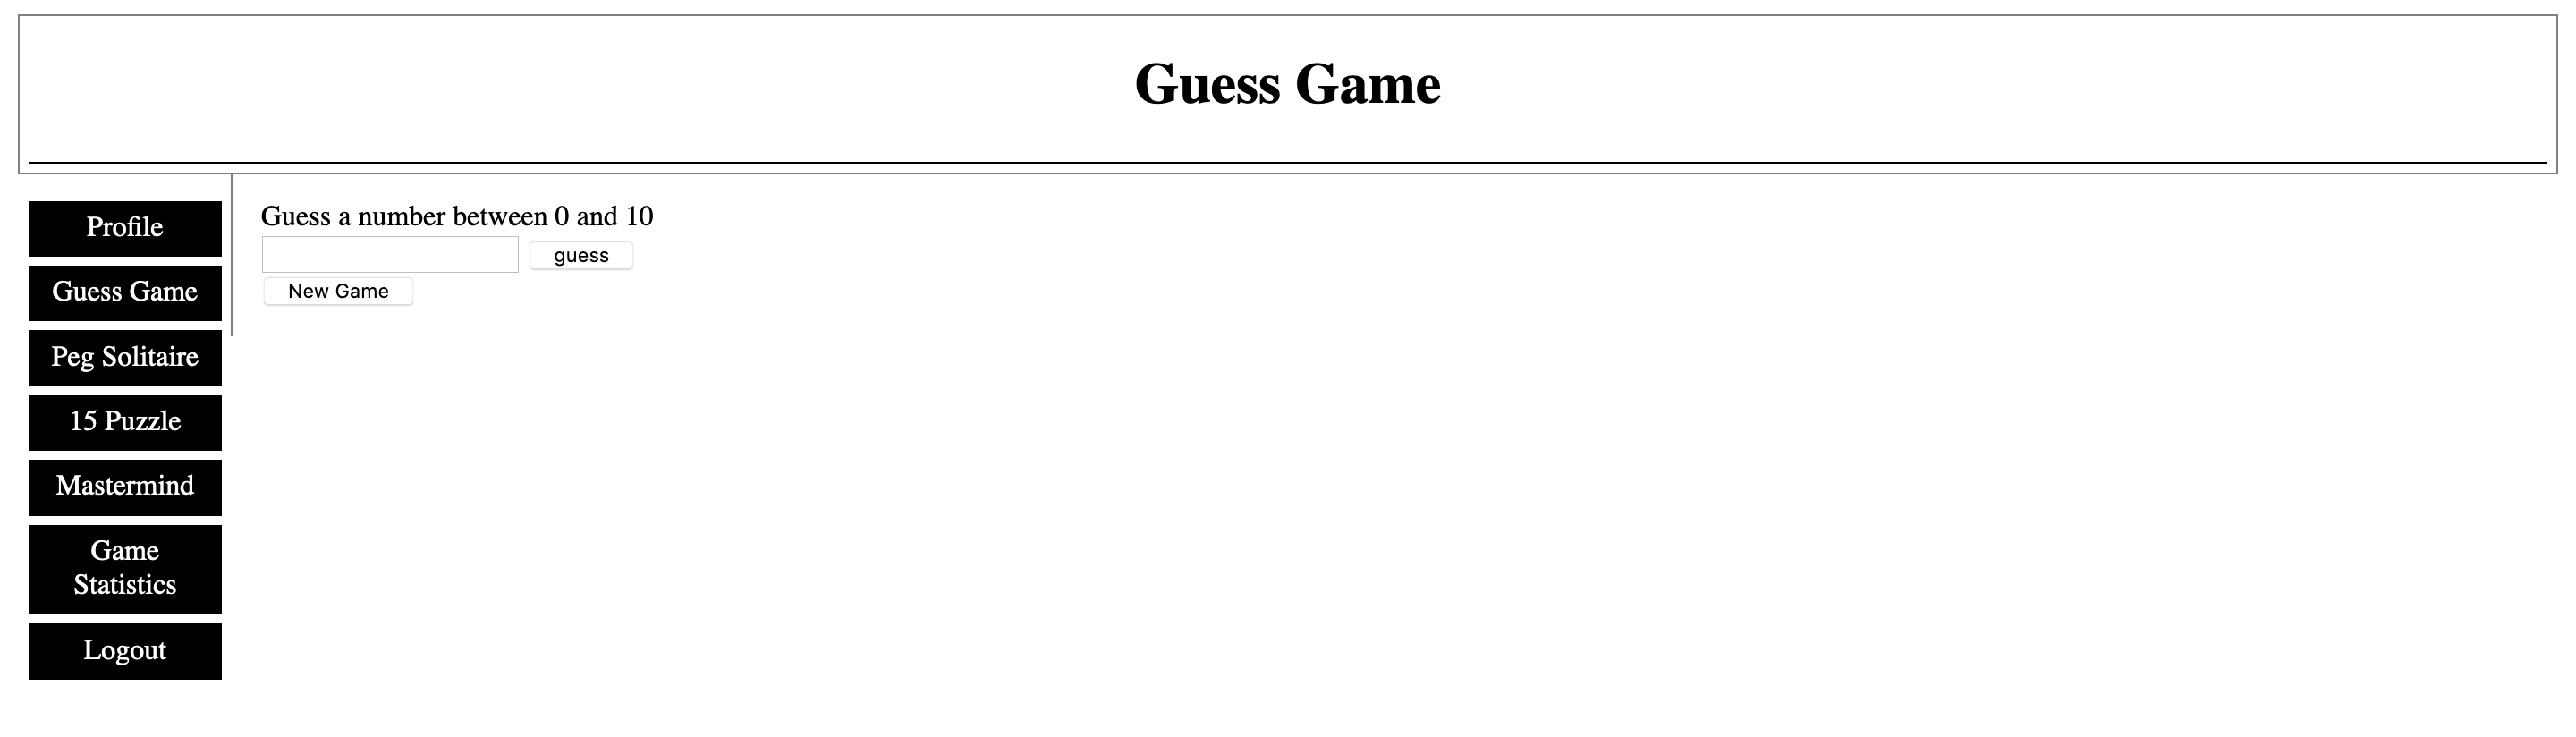 Guess Game
Profile
Guess Game
Peg Solitaire
15 Puzzle
Mastermind
Game
Statistics
Logout
Guess a number between 0 and 10
guess
New Game